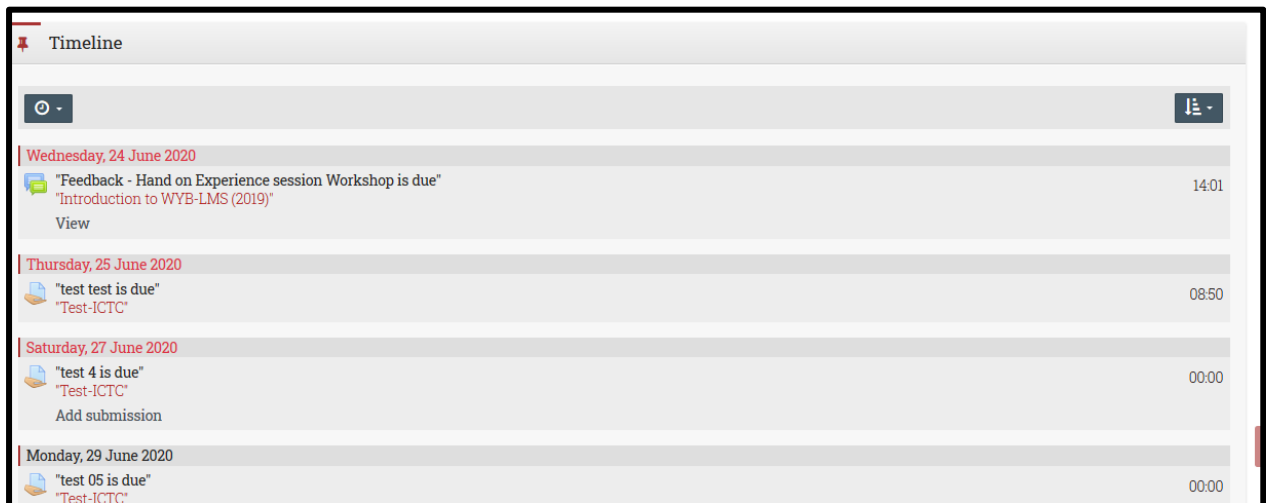 Timeline
Wednesday, 24 June 2020
"Feedback - Hand on Experience session Workshop is due"
14:01
"Introduction to WYB-LMS (2019)"
View
Thursday, 25 June 2020
"test test is due"
08:50
"Test-ICTC"
Saturday, 27 June 2020
"test 4 is due"
00:00
"Test-ICTC"
Add submission
Monday, 29 June 2020
"test 05 is due"
00:00
"Test-ICTC"